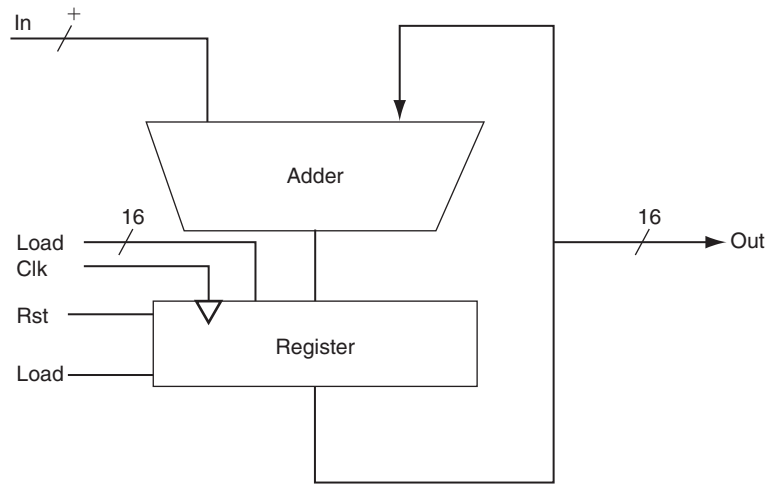 In
+
Adder
16
Load
Clk
16
Out
Rst
Register
Load